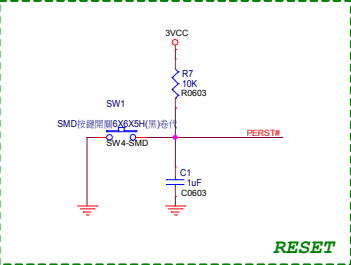 3VCC
R7
10K
R0603
SW1
SMD按鍵開關6X6X5H(黑)卷代
SW4-SMD
PERST#
C1
1uF
C0603
RESET